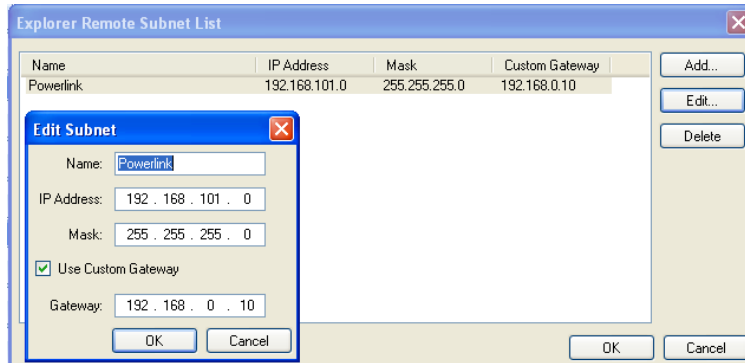 Explorer Remote Subnet List
Name IP Address Mask Custom Gateway
Powerlink 192.168.101.0 255.255.255.0 192.168.0.10
Add...
Edit...
Delete
Edit Subnet
Name: Powerlink
IP Address: 192 . 168 . 101 . 0
Mask: 255 . 255 . 255 . 0
Use Custom Gateway
Gateway: 192 . 168 . 0 . 10
OK Cancel
OK Cancel